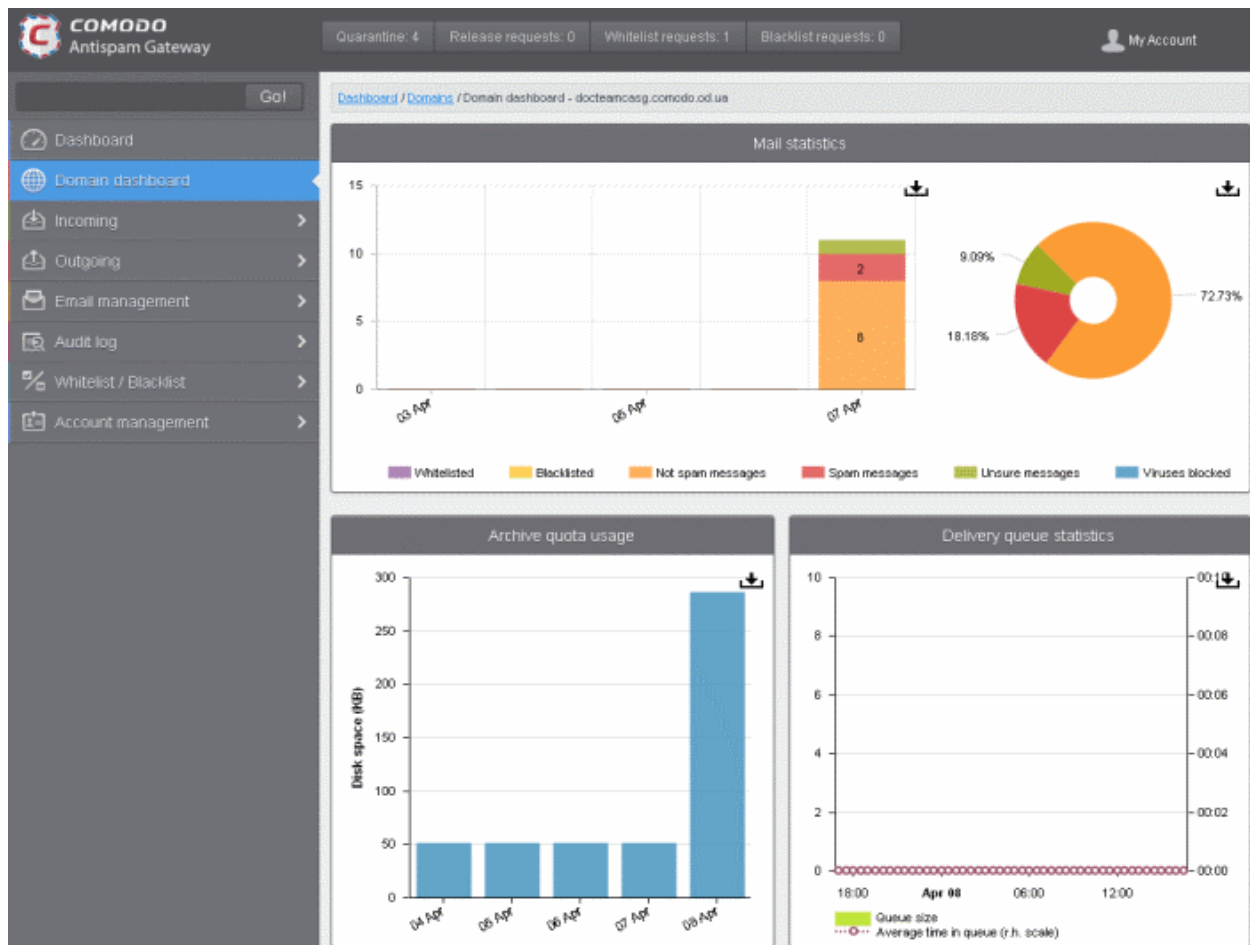 COMODO
Antispam Gateway
Quarantine: 4 Release requests: 0 Whitelist requests: 1 Blacklist requests: 0
My Account
Go!
Dashboard
Domain dashboard
Incoming
Outgoing
Email management
Audit log
Whitelist / Blacklist
Account management
Dashboard / Domains / Domain dashboard - docteamcasg.comodo.od.ua
Mail statistics
15
10
5
0
2
8
03 Apr 05 Apr 07 Apr
9.09%
72.73%
18.18%
Whitelisted Blacklisted Not spam messages Spam messages Unsure messages Viruses blocked
Archive quota usage
Disk space (KB)
300
250
200
150
100
50
0
04 Apr 05 Apr 06 Apr 07 Apr 08 Apr
Delivery queue statistics
10
8 00:08
6 00:06
4 00:04
2 00:02
0 00:00
18:00 Apr 08 06:00 12:00
Queue size
Average time in queue (r.h. scale)